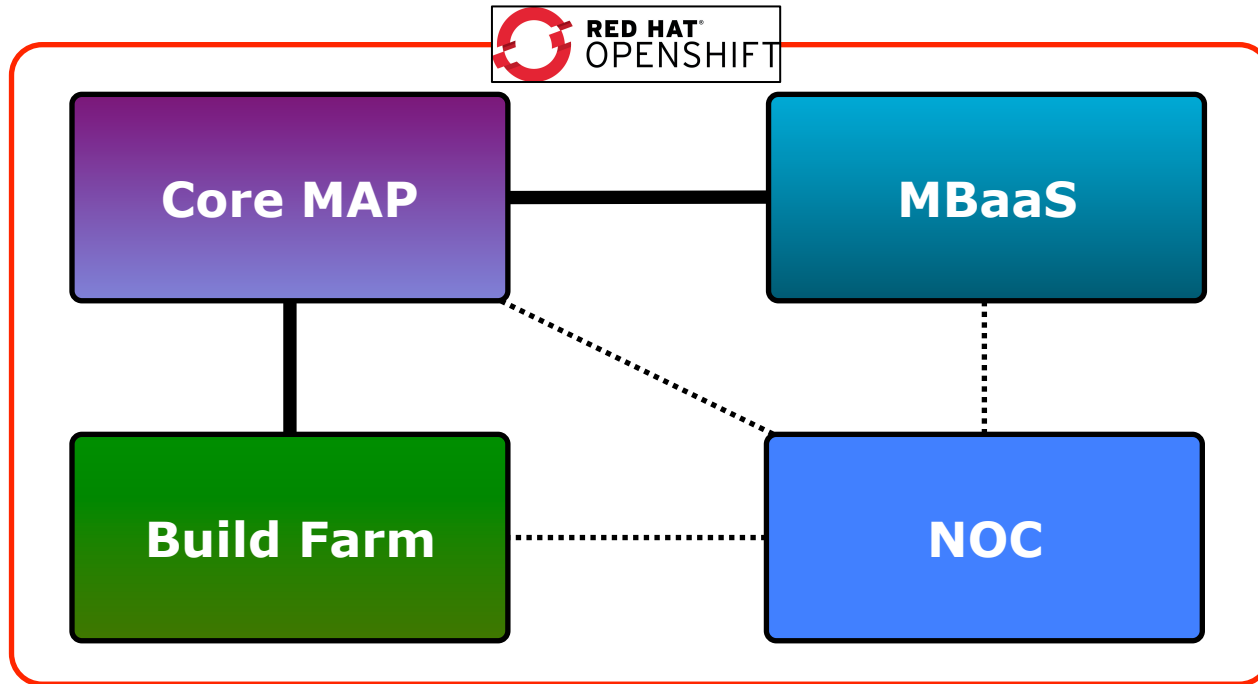 RED HAT®
OPENSHIFT
Core MAP
MBaaS
Build Farm
NOC